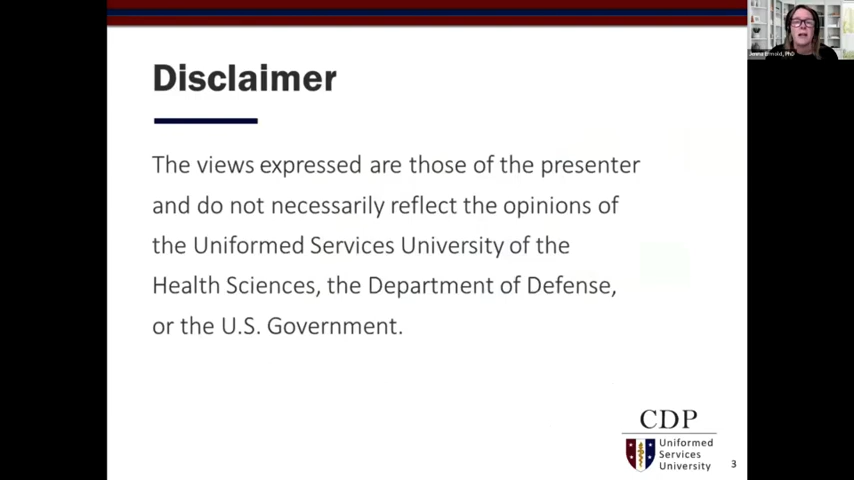 Disclaimer
The views expressed are those of the presenter
and do not necessarily reflect the opinions of
the Uniformed Services University of the
Health Sciences, the Department of Defense,
or the U.S. Government.
CDP
Uniformed
Services
University
3
PhD